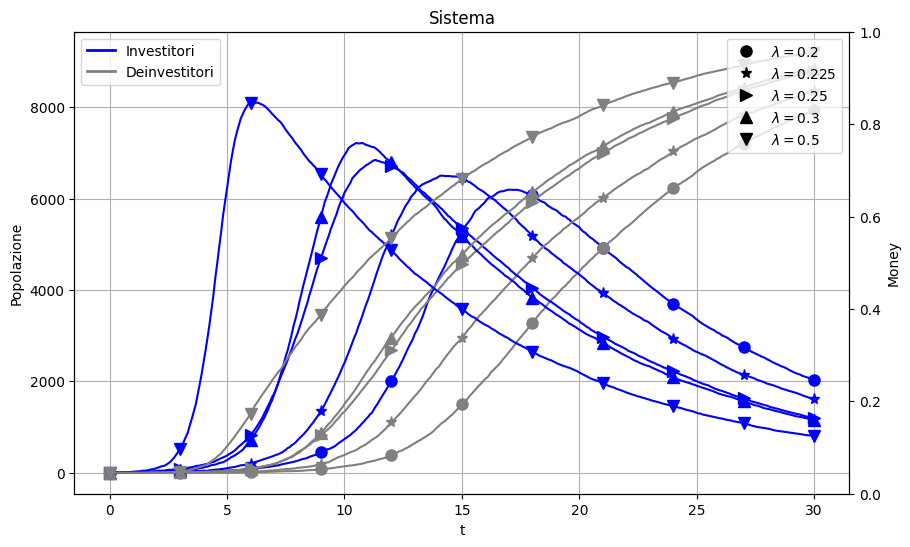 Sistema
Investitori
Deinvestitori
λ = 0.2
λ = 0.225
λ = 0.25
λ = 0.3
λ = 0.5
Popolazione
8000
6000
4000
2000
0
1.0
0.8
0.6
0.4
0.2
0.0
Money
0 5 10 15 20 25 30
t